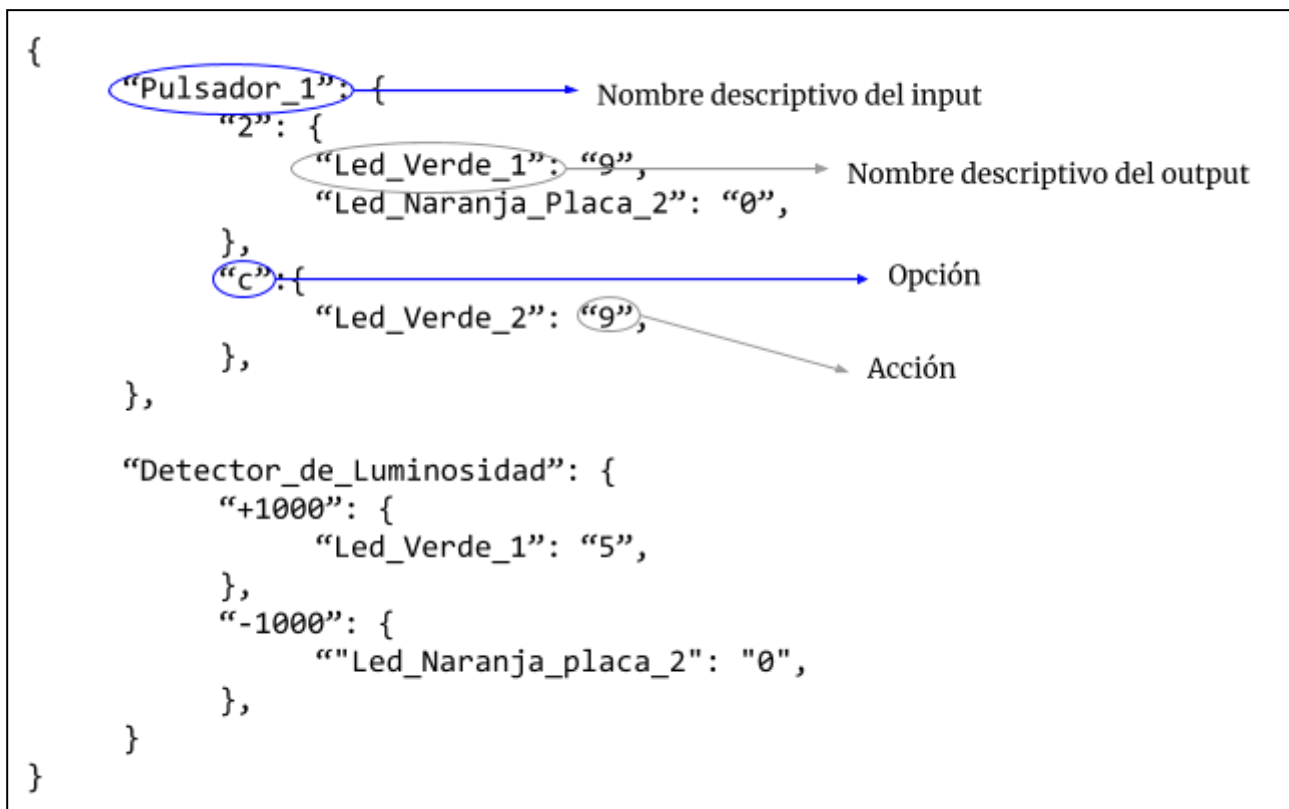 {
“Pulsador_1”: { Nombre descriptivo del input
“2”: {
“Led_Verde_1”: “9”, Nombre descriptivo del output
“Led_Naranja_Placa_2”: “0”,
},
“c”:{ Opción
“Led_Verde_2”: “9”,
}, Acción
},
“Detector_de_Luminosidad”: {
“+1000”: {
“Led_Verde_1”: “5”,
},
“-1000”: {
“"Led_Naranja_placa_2": "0",
},
}
}